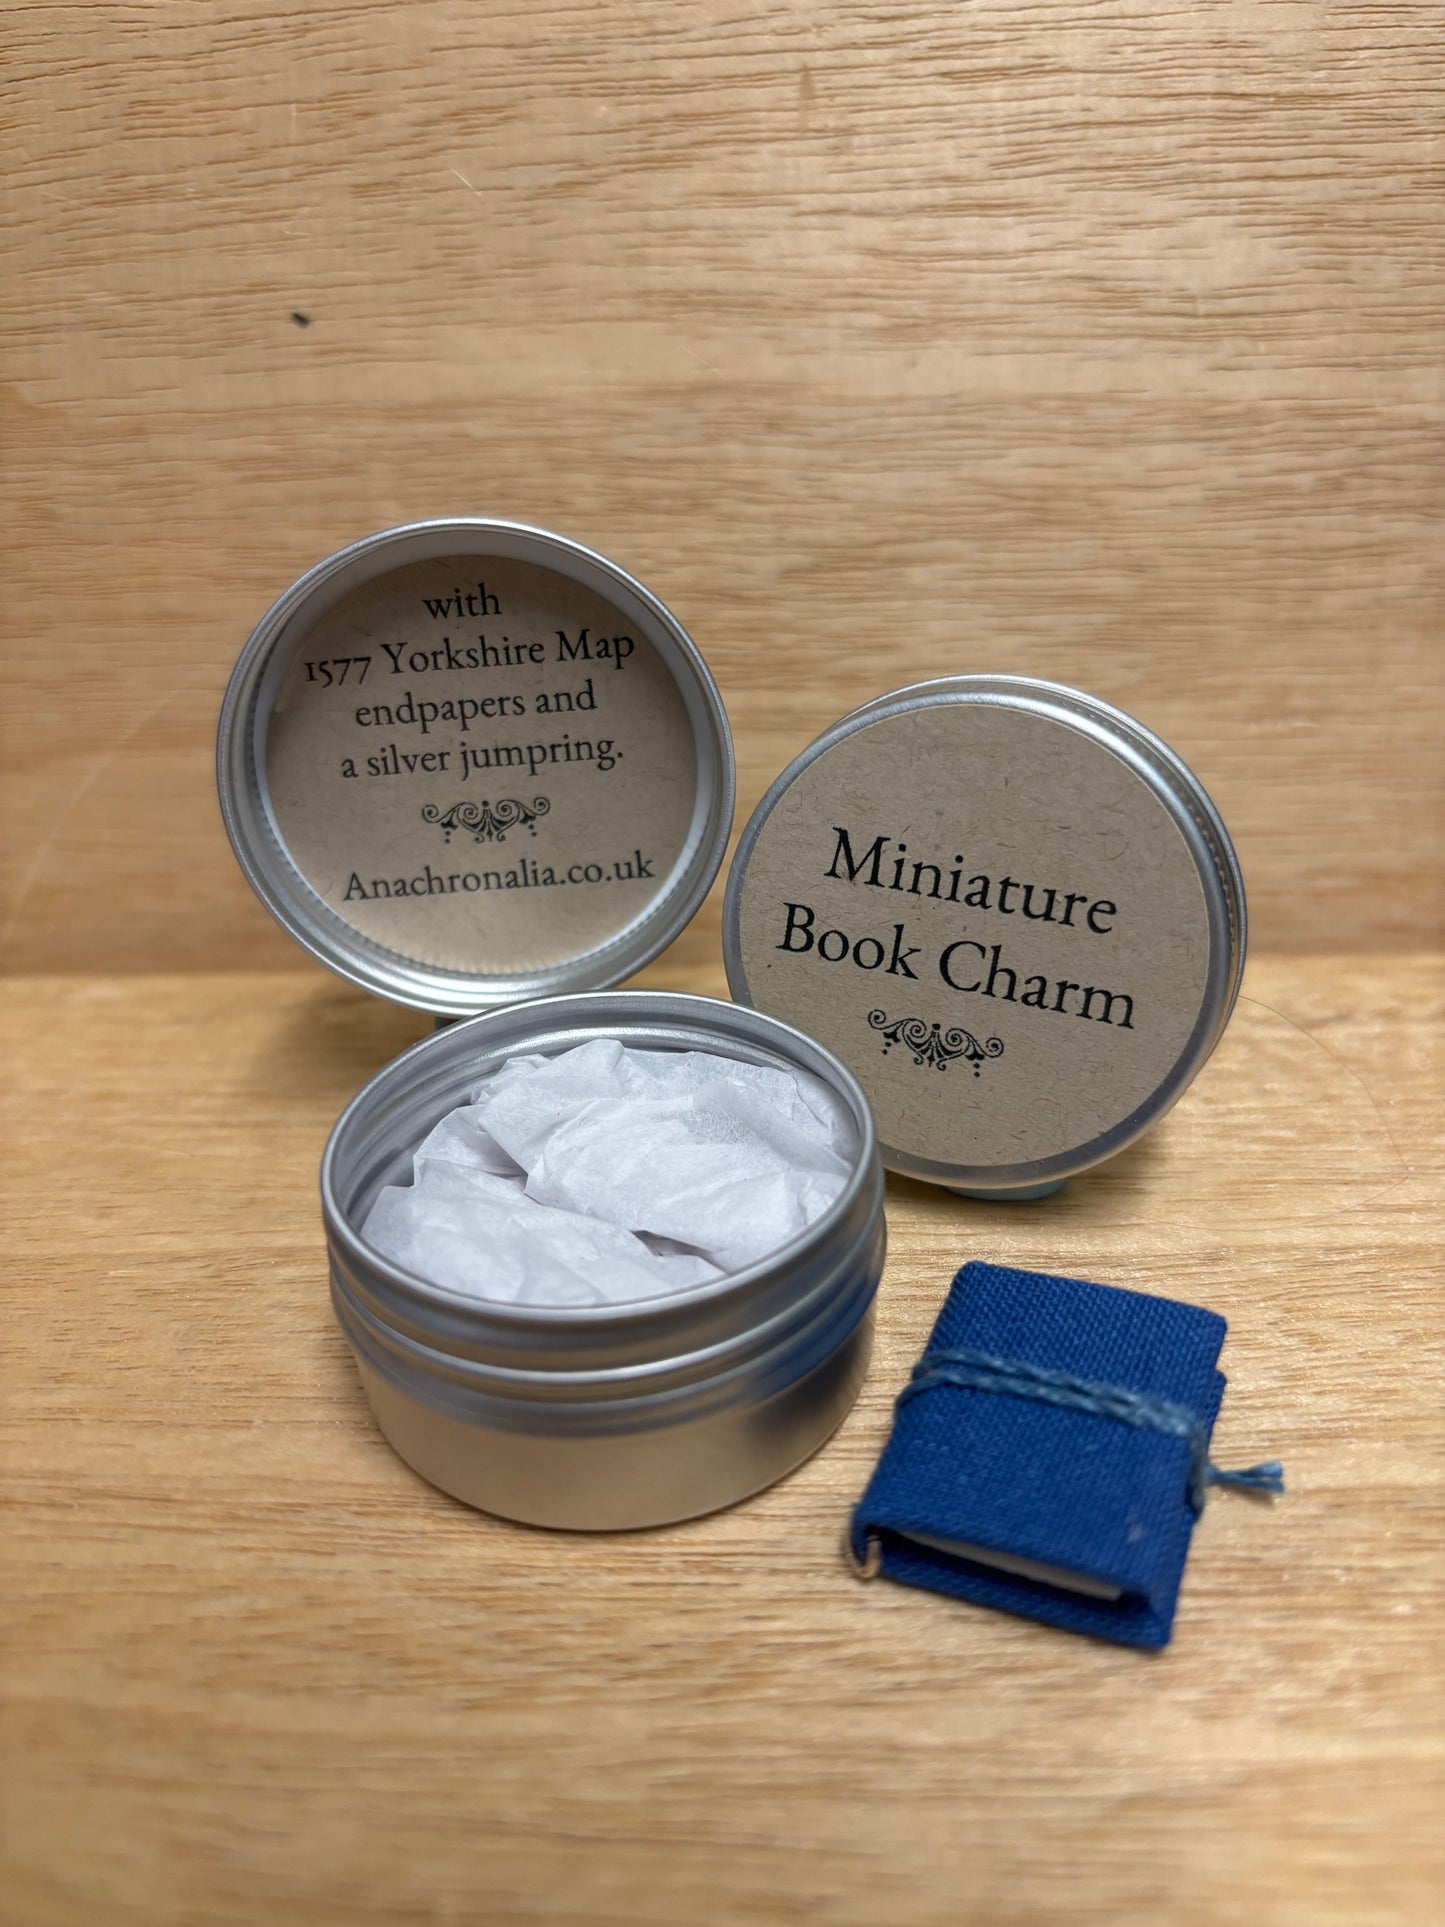 with
1577 Yorkshire Map
endpapers and
a silver jumpring.
Anachronalia.co.uk
Miniature
Book Charm